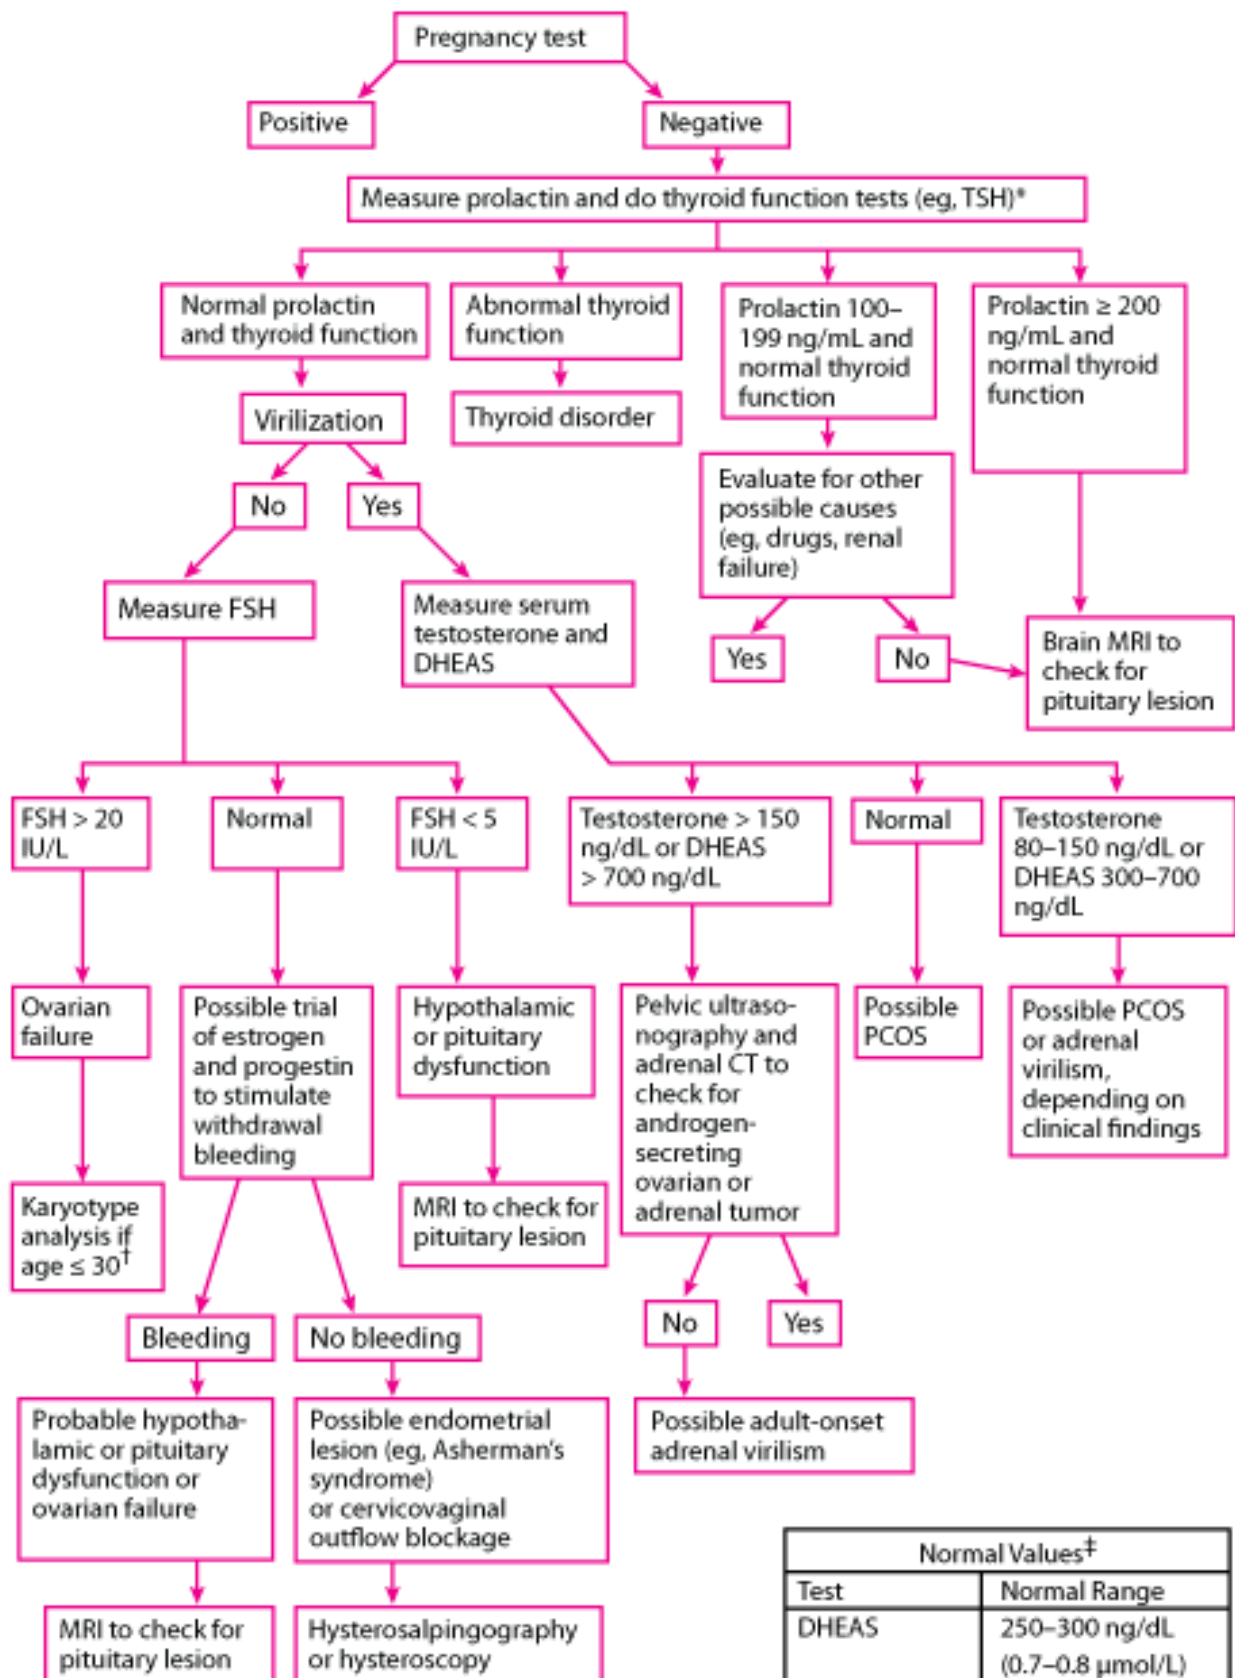 Pregnancy test
Positive
Negative
Measure prolactin and do thyroid function tests (eg, TSH)*
Normal prolactin
and thyroid function
Abnormal thyroid
function
Prolactin 100–
199 ng/mL and
normal thyroid
function
Prolactin ≥ 200
ng/mL and
normal thyroid
function
Virilization
Thyroid disorder
No
Yes
Evaluate for other
possible causes
(eg, drugs, renal
failure)
Measure FSH
Measure serum
testosterone and
DHEAS
Yes
No
Brain MRI to
check for
pituitary lesion
FSH > 20
IU/L
Normal
FSH < 5
IU/L
Testosterone > 150
ng/dL or DHEAS
> 700 ng/dL
Normal
Testosterone
80–150 ng/dL or
DHEAS 300–700
ng/dL
Ovarian
failure
Possible trial
of estrogen
and progestin
to stimulate
withdrawal
bleeding
Hypothalamic
or pituitary
dysfunction
Pelvic ultraso-
nography and
adrenal CT to
check for
androgen-
secreting
ovarian or
adrenal tumor
Possible
PCOS
Possible PCOS
or adrenal
virilism,
depending on
clinical findings
Karyotype
analysis if
age ≤ 30†
MRI to check for
pituitary lesion
Bleeding
No bleeding
No
Yes
Probable hypotha-
lamic or pituitary
dysfunction or
ovarian failure
Possible endometrial
lesion (eg, Asherman's
syndrome)
or cervicovaginal
outflow blockage
Possible adult-onset
adrenal virilism
MRI to check for
pituitary lesion
Hysterosalpingography
or hysteroscopy
Normal Values‡
Test Normal Range
DHEAS 250–300 ng/dL
(0.7–0.8 µmol/L)